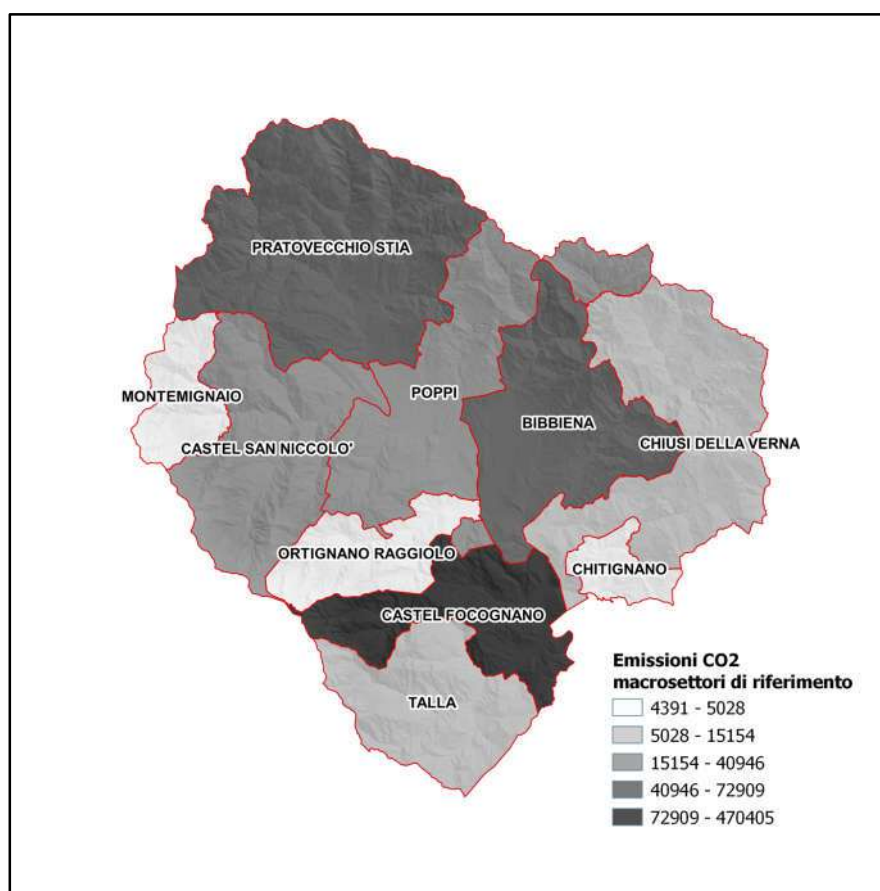 PRATOVECCHIO STIA
MONTEMIGNAIO
POPPI
CASTEL SAN NICCOLO'
BIBBIENA
CHIUSI DELLA VERNA
ORTIGNANO RAGGIOLO
CHITIGNANO
CASTEL FOCOGNANO
TALLA
Emissioni CO2
macrosettori di riferimento
4391 - 5028
5028 - 15154
15154 - 40946
40946 - 72909
72909 - 470405